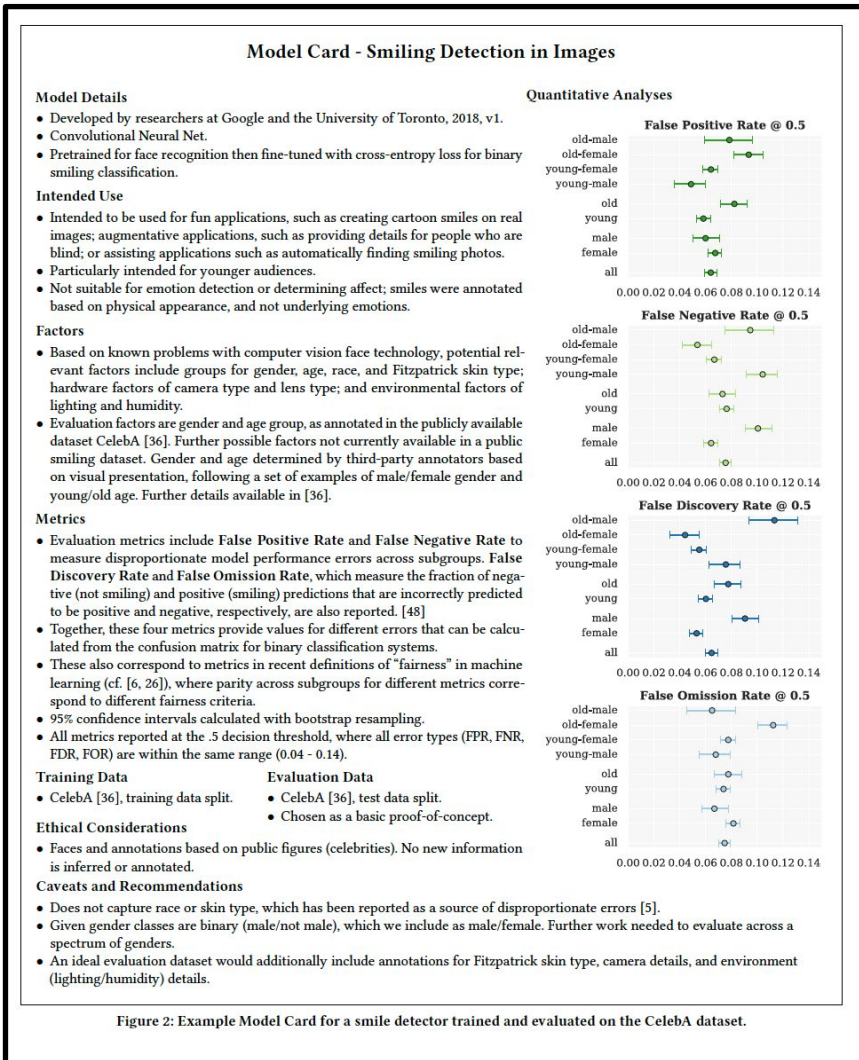 Model Card - Smiling Detection in Images
Model Details
• Developed by researchers at Google and the University of Toronto, 2018, v1.
• Convolutional Neural Net.
• Pretrained for face recognition then fine-tuned with cross-entropy loss for binary
smiling classification.
Intended Use
• Intended to be used for fun applications, such as creating cartoon smiles on real
images; augmentative applications, such as providing details for people who are
blind; or assisting applications such as automatically finding smiling photos.
• Particularly intended for younger audiences.
• Not suitable for emotion detection or determining affect; smiles were annotated
based on physical appearance, and not underlying emotions.
Factors
• Based on known problems with computer vision face technology, potential rel-
evant factors include groups for gender, age, race, and Fitzpatrick skin type;
hardware factors of camera type and lens type; and environmental factors of
lighting and humidity.
• Evaluation factors are gender and age group, as annotated in the publicly available
dataset CelebA [36]. Further possible factors not currently available in a public
smiling dataset. Gender and age determined by third-party annotators based
on visual presentation, following a set of examples of male/female gender and
young/old age. Further details available in [36].
Metrics
• Evaluation metrics include False Positive Rate and False Negative Rate to
measure disproportionate model performance errors across subgroups. False
Discovery Rate and False Omission Rate, which measure the fraction of nega-
tive (not smiling) and positive (smiling) predictions that are incorrectly predicted
to be positive and negative, respectively, are also reported. [48]
• Together, these four metrics provide values for different errors that can be calcu-
lated from the confusion matrix for binary classification systems.
• These also correspond to metrics in recent definitions of “fairness” in machine
learning (cf. [6, 26]), where parity across subgroups for different metrics corre-
spond to different fairness criteria.
• 95% confidence intervals calculated with bootstrap resampling.
• All metrics reported at the .5 decision threshold, where all error types (FPR, FNR,
FDR, FOR) are within the same range (0.04 - 0.14).
Training Data
• CelebA [36], training data split.
Evaluation Data
• CelebA [36], test data split.
• Chosen as a basic proof-of-concept.
Ethical Considerations
• Faces and annotations based on public figures (celebrities). No new information
is inferred or annotated.
Quantitative Analyses
False Positive Rate @ 0.5
old-male
old-female
young-female
young-male
old
young
male
female
all
0.00 0.02 0.04 0.06 0.08 0.10 0.12 0.14
False Negative Rate @ 0.5
old-male
old-female
young-female
young-male
old
young
male
female
all
0.00 0.02 0.04 0.06 0.08 0.10 0.12 0.14
False Discovery Rate @ 0.5
old-male
old-female
young-female
young-male
old
young
male
female
all
0.00 0.02 0.04 0.06 0.08 0.10 0.12 0.14
False Omission Rate @ 0.5
old-male
old-female
young-female
young-male
old
young
male
female
all
0.00 0.02 0.04 0.06 0.08 0.10 0.12 0.14
Caveats and Recommendations
• Does not capture race or skin type, which has been reported as a source of disproportionate errors [5].
• Given gender classes are binary (male/not male), which we include as male/female. Further work needed to evaluate across a
spectrum of genders.
• An ideal evaluation dataset would additionally include annotations for Fitzpatrick skin type, camera details, and environment
(lighting/humidity) details.
Figure 2: Example Model Card for a smile detector trained and evaluated on the CelebA dataset.